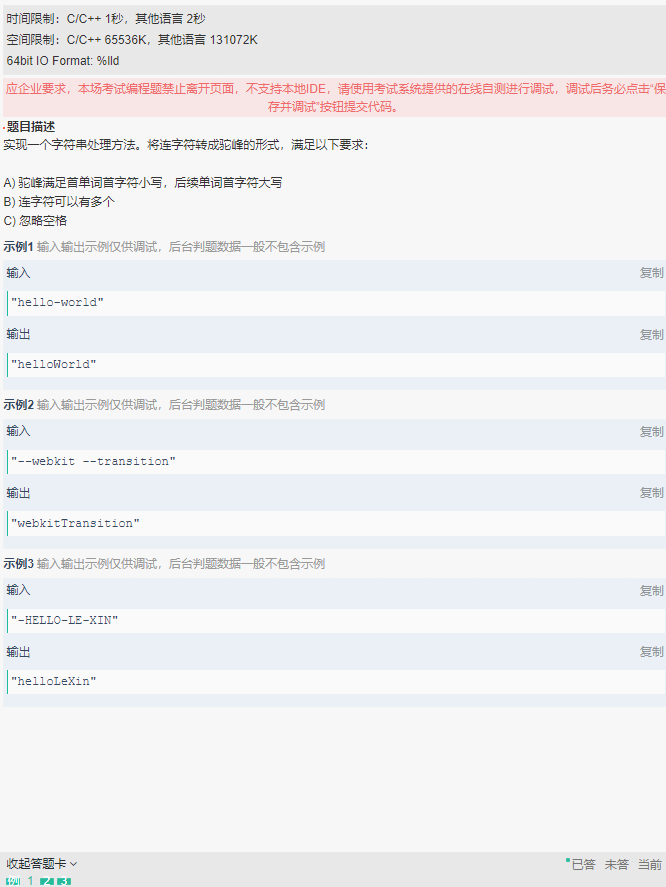 时间限制：C/C++ 1秒，其他语言 2秒
空间限制：C/C++ 65536K，其他语言 131072K
64bit IO Format: %lld
应企业要求，本场考试编程题禁止离开页面，不支持本地IDE，请使用考试系统提供的在线自测进行调试，调试后务必点击“保
存并调试”按钮提交代码。
题目描述
实现一个字符串处理方法。将连字符转成驼峰的形式，满足以下要求：
A) 驼峰满足首单词首字符小写，后续单词首字符大写
B) 连字符可以有多个
C) 忽略空格
示例1 输入输出示例仅供调试，后台判题数据一般不包含示例
输入 复制
"hello-world"
输出 复制
"helloWorld"
示例2 输入输出示例仅供调试，后台判题数据一般不包含示例
输入 复制
"--webkit --transition"
输出 复制
"webkitTransition"
示例3 输入输出示例仅供调试，后台判题数据一般不包含示例
输入 复制
"-HELLO-LE-XIN"
输出 复制
"helloLeXin"
收起答题卡 已答 未答 当前
例 1 2 3